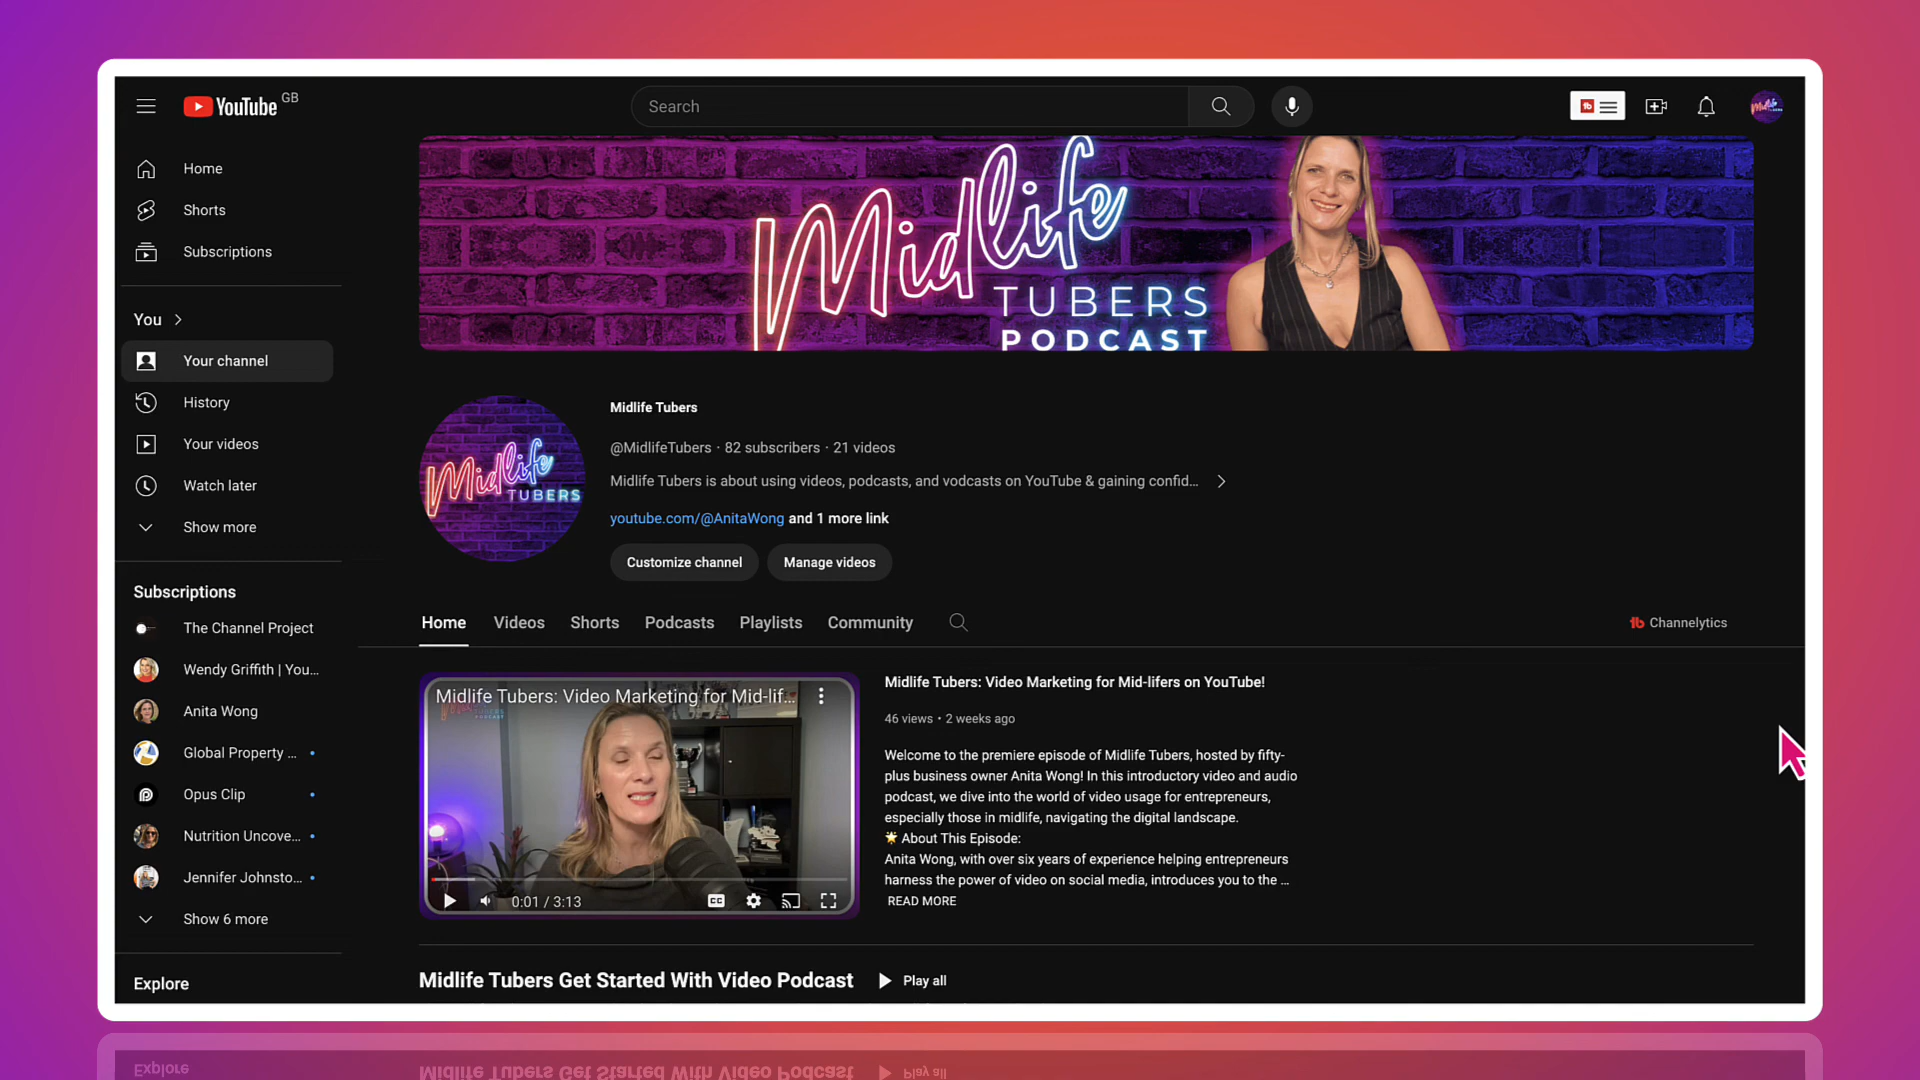 YouTube GB
Search
Home
Shorts
Subscriptions
You
Your channel
History
Your videos
Watch later
Show more
Subscriptions
The Channel Project
Wendy Griffith | You...
Anita Wong
Global Property ...
Opus Clip
Nutrition Uncove...
Jennifer Johnsto...
Show 6 more
Explore
Midlife
TUBERS
PODCAST
Midlife
TUBERS
Midlife Tubers
@MidlifeTubers · 82 subscribers · 21 videos
Midlife Tubers is about using videos, podcasts, and vodcasts on YouTube & gaining confid...
youtube.com/@AnitaWong and 1 more link
Customize channel
Manage videos
Home
Videos
Shorts
Podcasts
Playlists
Community
Channelytics
Midlife Tubers: Video Marketing for Mid-lif...
0:01 / 3:13
Midlife Tubers: Video Marketing for Mid-lifers on YouTube!
46 views • 2 weeks ago
Welcome to the premiere episode of Midlife Tubers, hosted by fifty-
plus business owner Anita Wong! In this introductory video and audio
podcast, we dive into the world of video usage for entrepreneurs,
especially those in midlife, navigating the digital landscape.
🌟 About This Episode:
Anita Wong, with over six years of experience helping entrepreneurs
harness the power of video on social media, introduces you to the ...
READ MORE
Midlife Tubers Get Started With Video Podcast
Play all